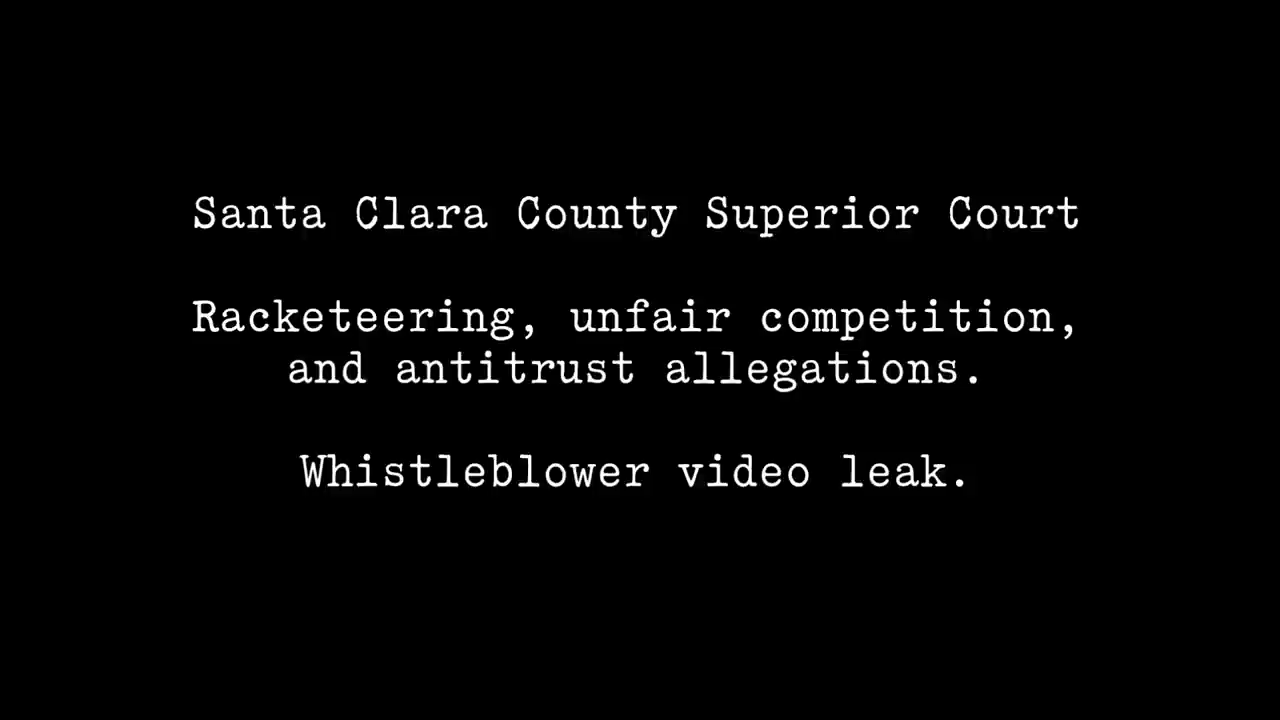 Santa Clara County Superior Court
Racketeering, unfair competition,
and antitrust allegations.
Whistleblower video leak.